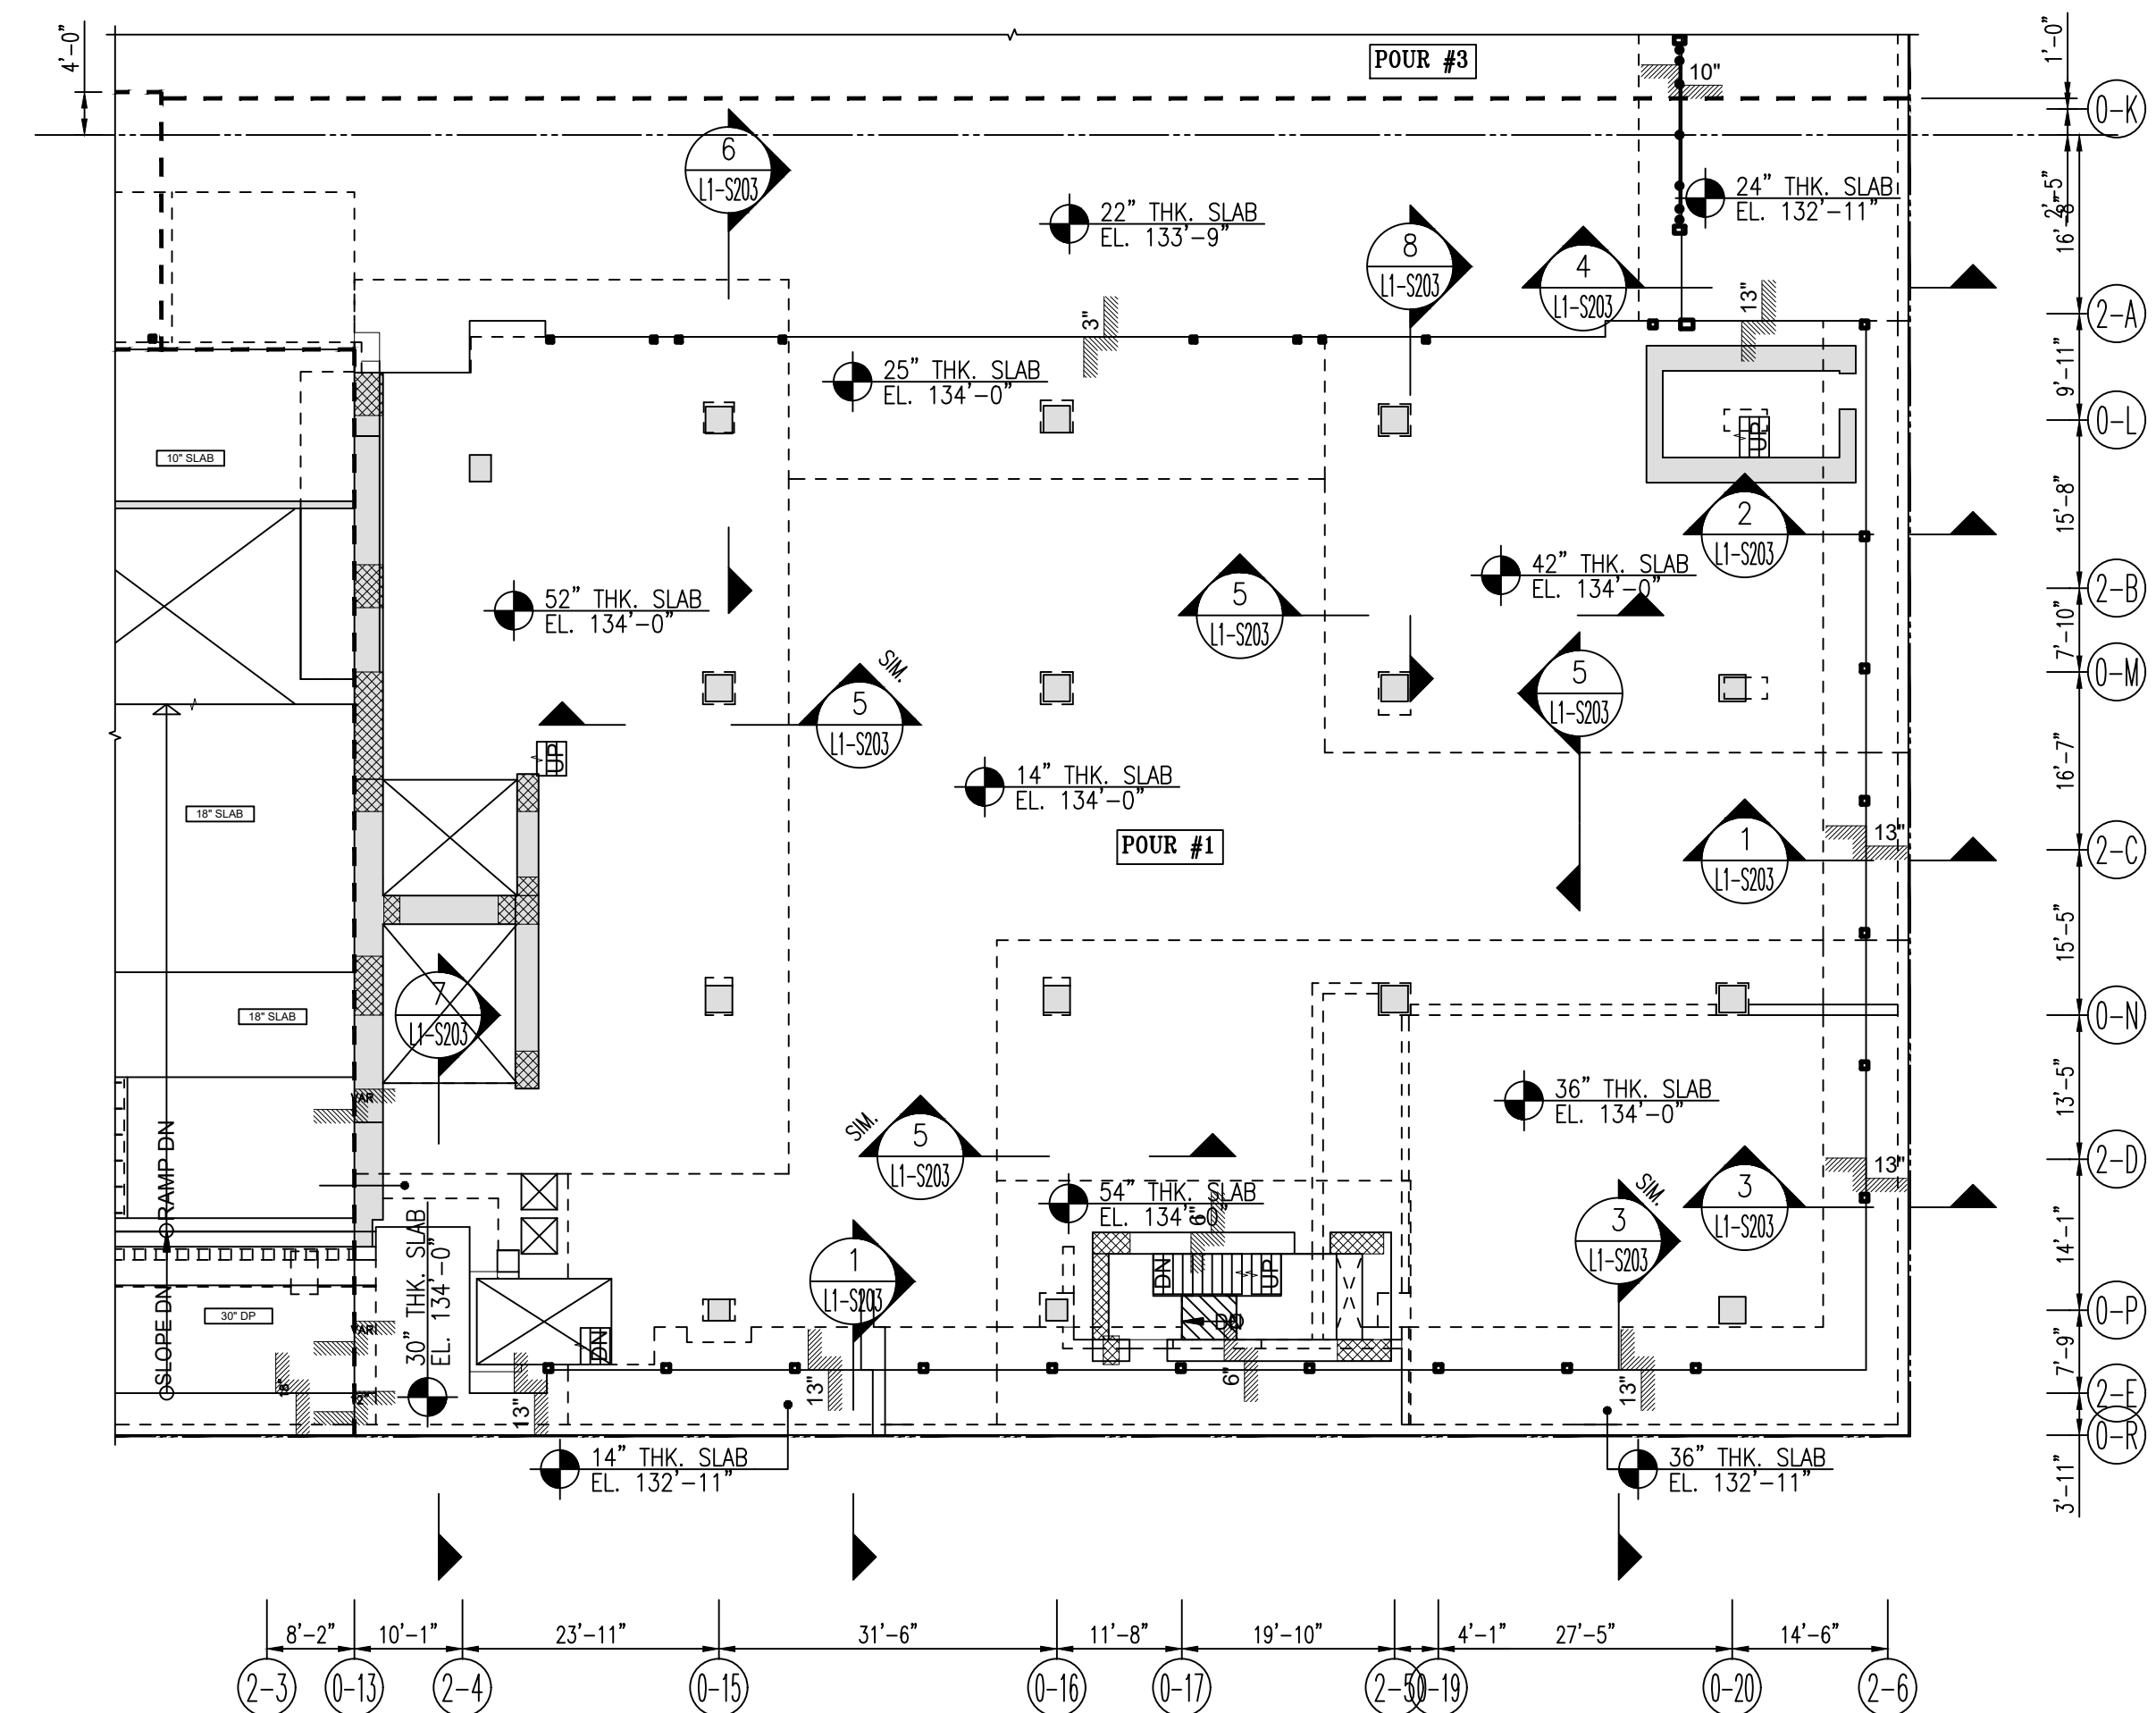 4'-0"
POUR #3
10"
1'-0"
0-K
6
L1-S203
22" THK. SLAB
EL. 133'-9"
24" THK. SLAB
EL. 132'-11"
2'-5"
16'-8"
8
L1-S203
4
L1-S203
3"
13"
2-A
25" THK. SLAB
EL. 134'-0"
9'-11"
0-L
UP
10" SLAB
15'-8"
2
L1-S203
42" THK. SLAB
EL. 134'-0"
2-B
52" THK. SLAB
EL. 134'-0"
5
L1-S203
7'-10"
SIM.
5
L1-S203
5
L1-S203
0-M
UP
14" THK. SLAB
EL. 134'-0"
16'-7"
18" SLAB
POUR #1
1
L1-S203
13"
2-C
15'-5"
7
L1-S203
18" SLAB
0-N
VAR
36" THK. SLAB
EL. 134'-0"
13'-5"
SIM.
5
L1-S203
RAMP DN
13"
2-D
54" THK. SLAB
EL. 134'-0"
6"
SIM.
3
L1-S203
3
L1-S203
14'-1"
30" THK. SLAB
EL. 134'-0"
1
L1-S203
DN
UP
DN
30" DP
VAR
SLOPE DN
DN
0-P
18"
12"
13"
13"
6"
13"
7'-9"
2-E
0-R
14" THK. SLAB
EL. 132'-11"
36" THK. SLAB
EL. 132'-11"
3'-11"
8'-2"
10'-1"
23'-11"
31'-6"
11'-8"
19'-10"
4'-1"
27'-5"
14'-6"
2-3
0-13
2-4
0-15
0-16
0-17
2-5
0-19
0-20
2-6